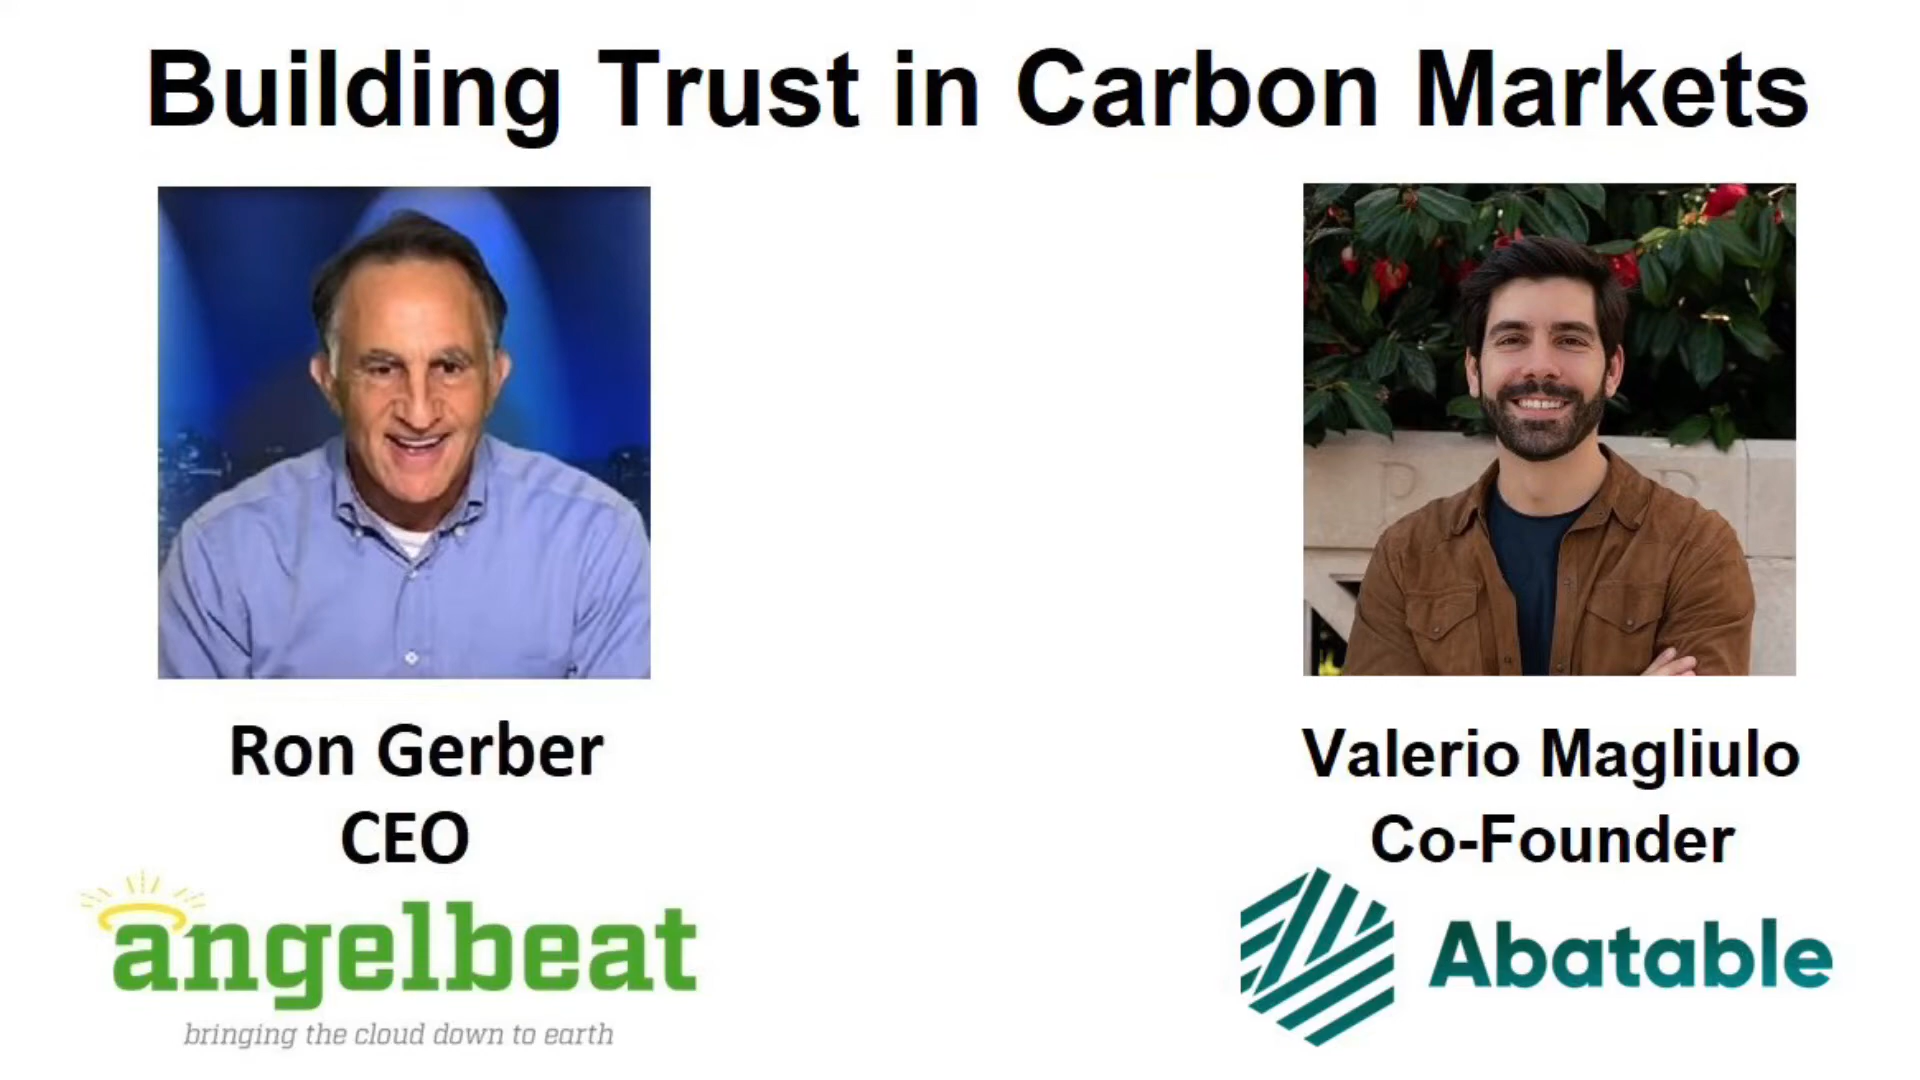 Building Trust in Carbon Markets
Ron Gerber
CEO
angelbeat
bringing the cloud down to earth
Valerio Magliulo
Co-Founder
Abatable